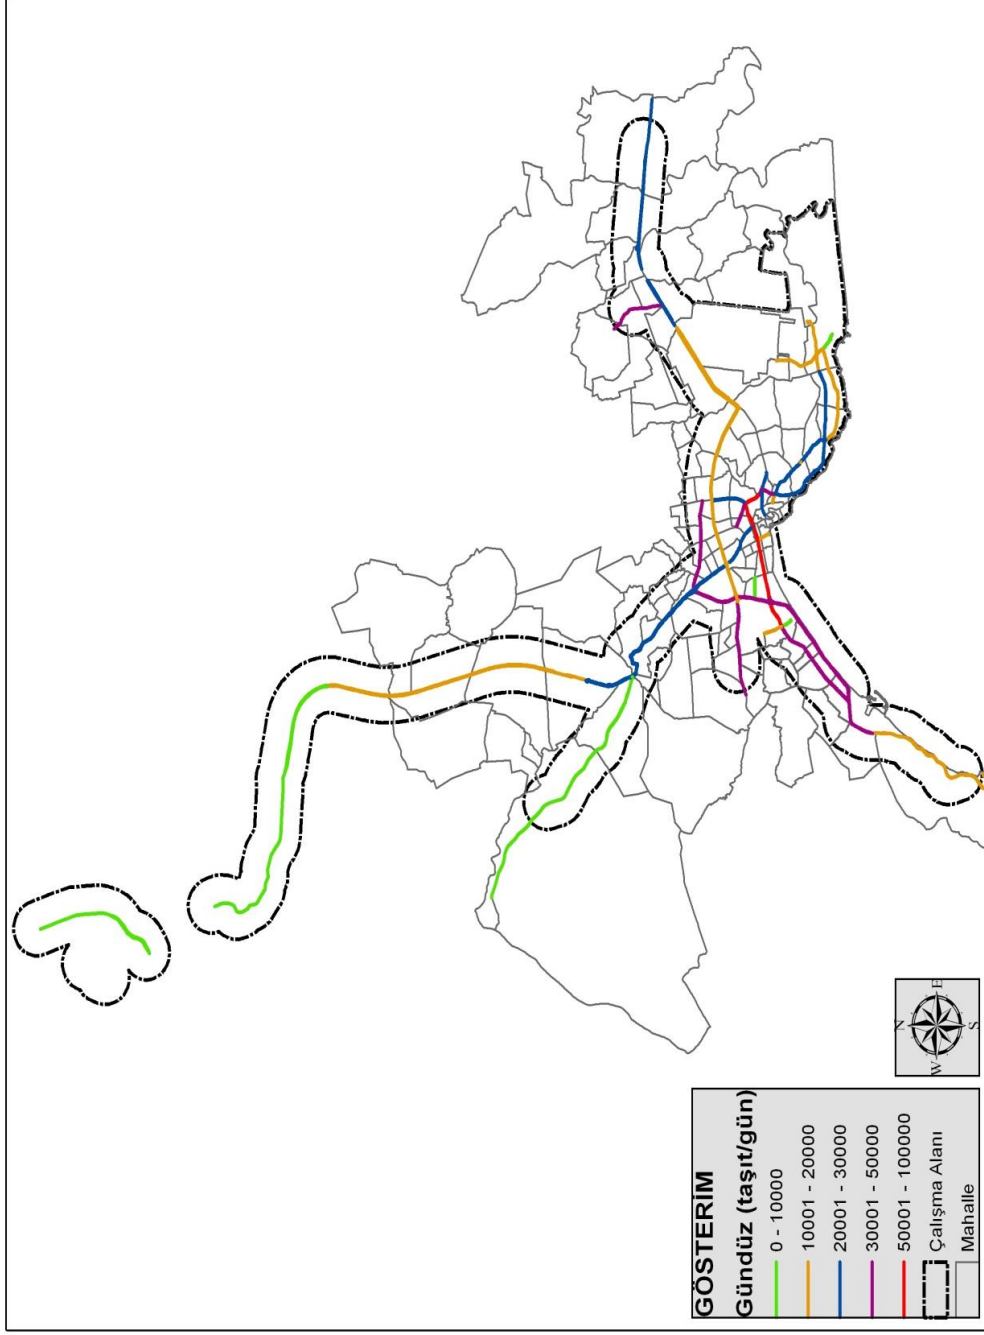 GÖSTERİM
Gündüz (taşıt/gün)
0 - 10000
10001 - 20000
20001 - 30000
30001 - 50000
50001 - 100000
Çalışma Alanı
Mahalle
N
W E
S